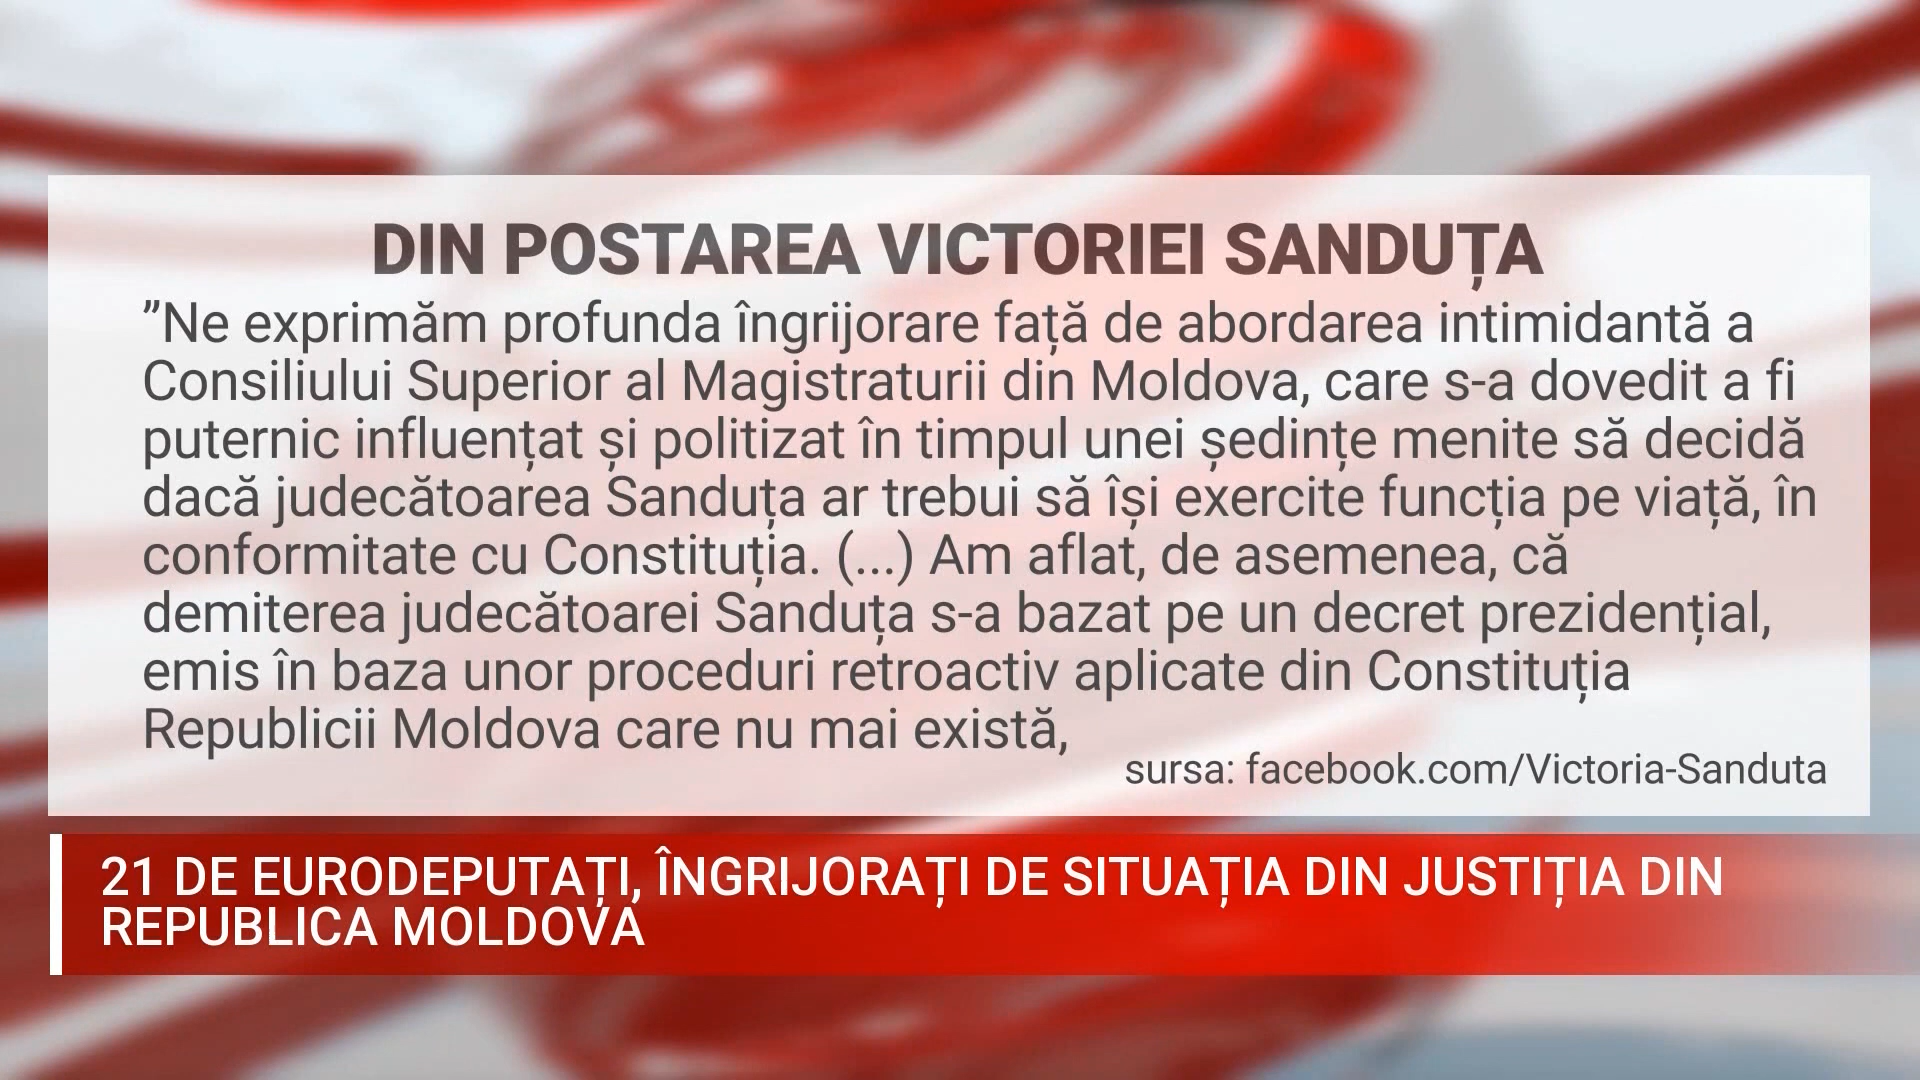 DIN POSTAREA VICTORIEI SANDUȚA
”Ne exprimăm profunda îngrijorare față de abordarea intimidantă a
Consiliului Superior al Magistraturii din Moldova, care s-a dovedit a fi
puternic influențat și politizat în timpul unei ședințe menite să decidă
dacă judecătoarea Sanduța ar trebui să își exercite funcția pe viață, în
conformitate cu Constituția. (...) Am aflat, de asemenea, că
demiterea judecătoarei Sanduța s-a bazat pe un decret prezidențial,
emis în baza unor proceduri retroactiv aplicate din Constituția
Republicii Moldova care nu mai există,
sursa: facebook.com/Victoria-Sanduta
21 DE EURODEPUTAȚI, ÎNGRIJORAȚI DE SITUAȚIA DIN JUSTIȚIA DIN
REPUBLICA MOLDOVA